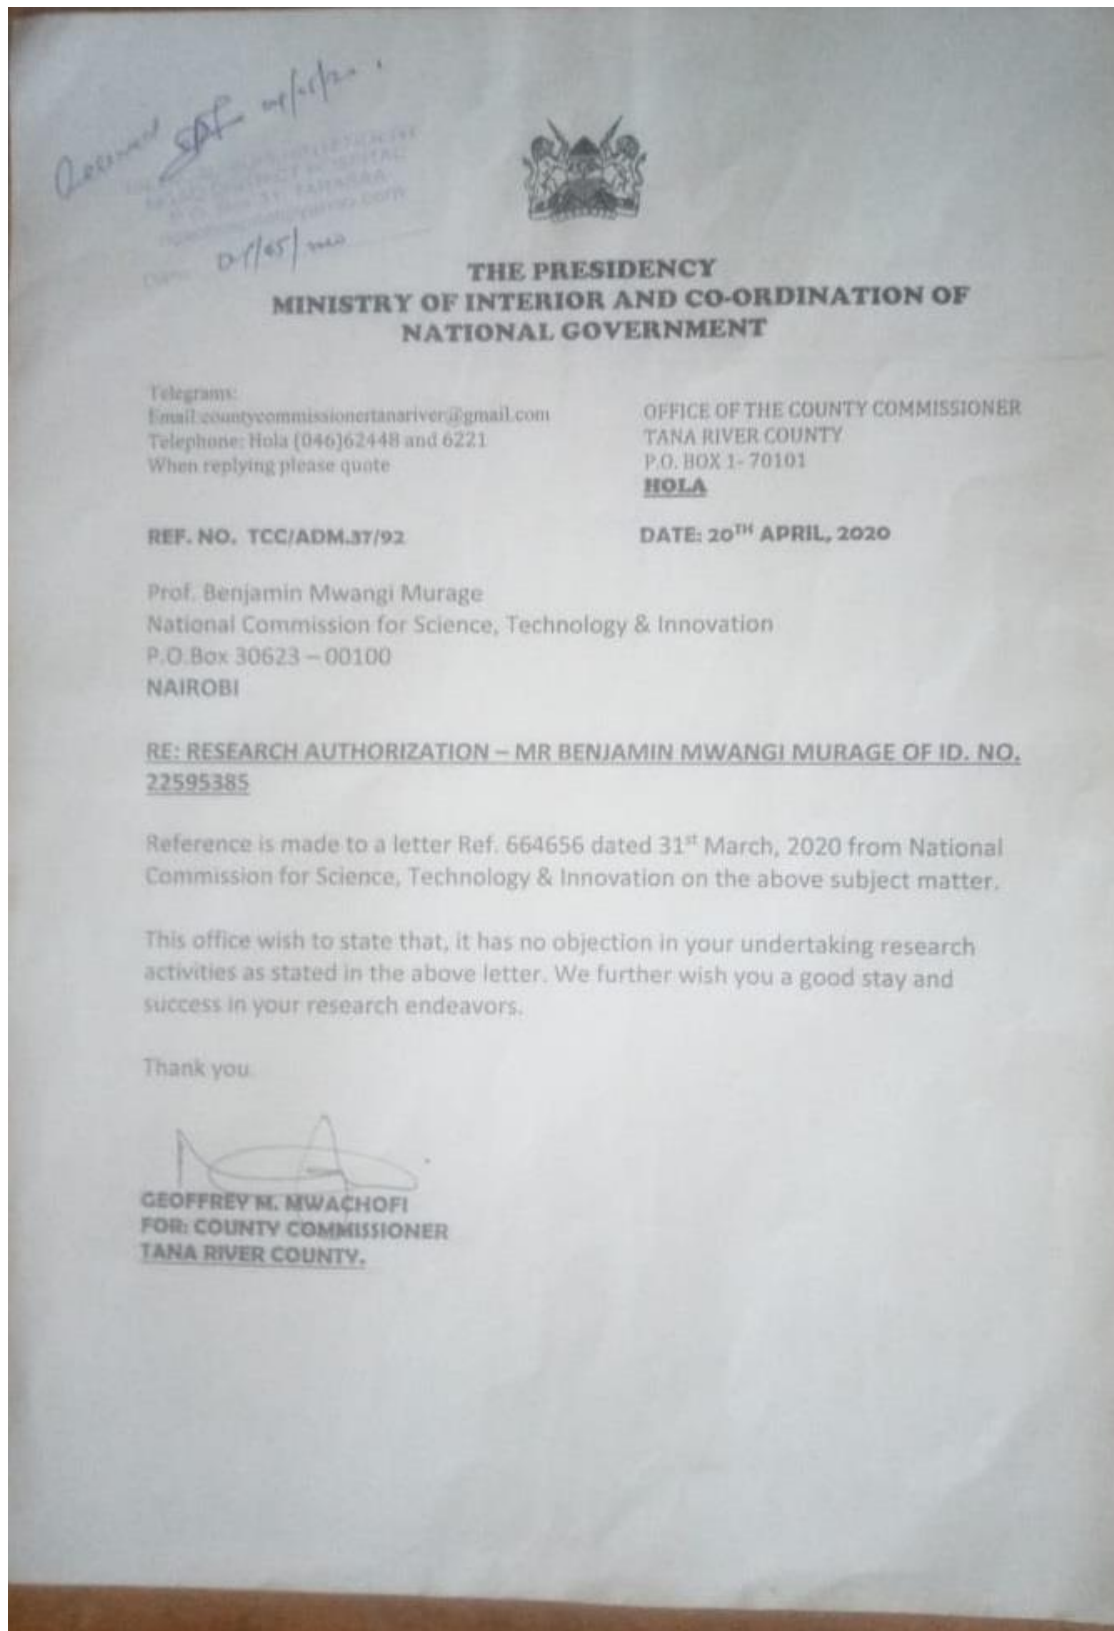 Received
THE PRESIDENCY
MINISTRY OF INTERIOR AND CO-ORDINATION OF
NATIONAL GOVERNMENT
Telegrams:
Email:countycommissionertanariver@gmail.com
Telephone: Hola (046)62448 and 6221
When replying please quote
OFFICE OF THE COUNTY COMMISSIONER
TANA RIVER COUNTY
P.O. BOX 1- 70101
HOLA
REF. NO. TCC/ADM.37/92
DATE: 20TH APRIL, 2020
Prof. Benjamin Mwangi Murage
National Commission for Science, Technology & Innovation
P.O.Box 30623 – 00100
NAIROBI
RE: RESEARCH AUTHORIZATION – MR BENJAMIN MWANGI MURAGE OF ID. NO.
22595385
Reference is made to a letter Ref. 664656 dated 31st March, 2020 from National
Commission for Science, Technology & Innovation on the above subject matter.
This office wish to state that, it has no objection in your undertaking research
activities as stated in the above letter. We further wish you a good stay and
success in your research endeavors.
Thank you.
GEOFFREY M. MWACHOFI
FOR: COUNTY COMMISSIONER
TANA RIVER COUNTY.